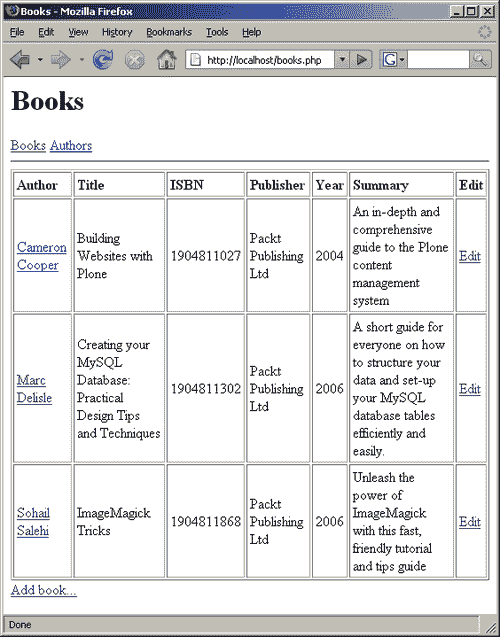 Books - Mozilla Firefox
File Edit View History Bookmarks Tools Help
http://localhost/books.php
G
Books
Books Authors
Author Title ISBN Publisher Year Summary Edit
Cameron
Cooper
Building
Websites with
Plone
1904811027
Packt
Publishing
Ltd
2004
An in-depth and
comprehensive
guide to the Plone
content
management
system
Edit
Marc
Delisle
Creating your
MySQL
Database:
Practical
Design Tips
and Techniques
1904811302
Packt
Publishing
Ltd
2006
A short guide for
everyone on how
to structure your
data and set-up
your MySQL
database tables
efficiently and
easily.
Edit
Sohail
Salehi
ImageMagick
Tricks
1904811868
Packt
Publishing
Ltd
2006
Unleash the
power of
ImageMagick
with this fast,
friendly tutorial
and tips guide
Edit
Add book...
Done